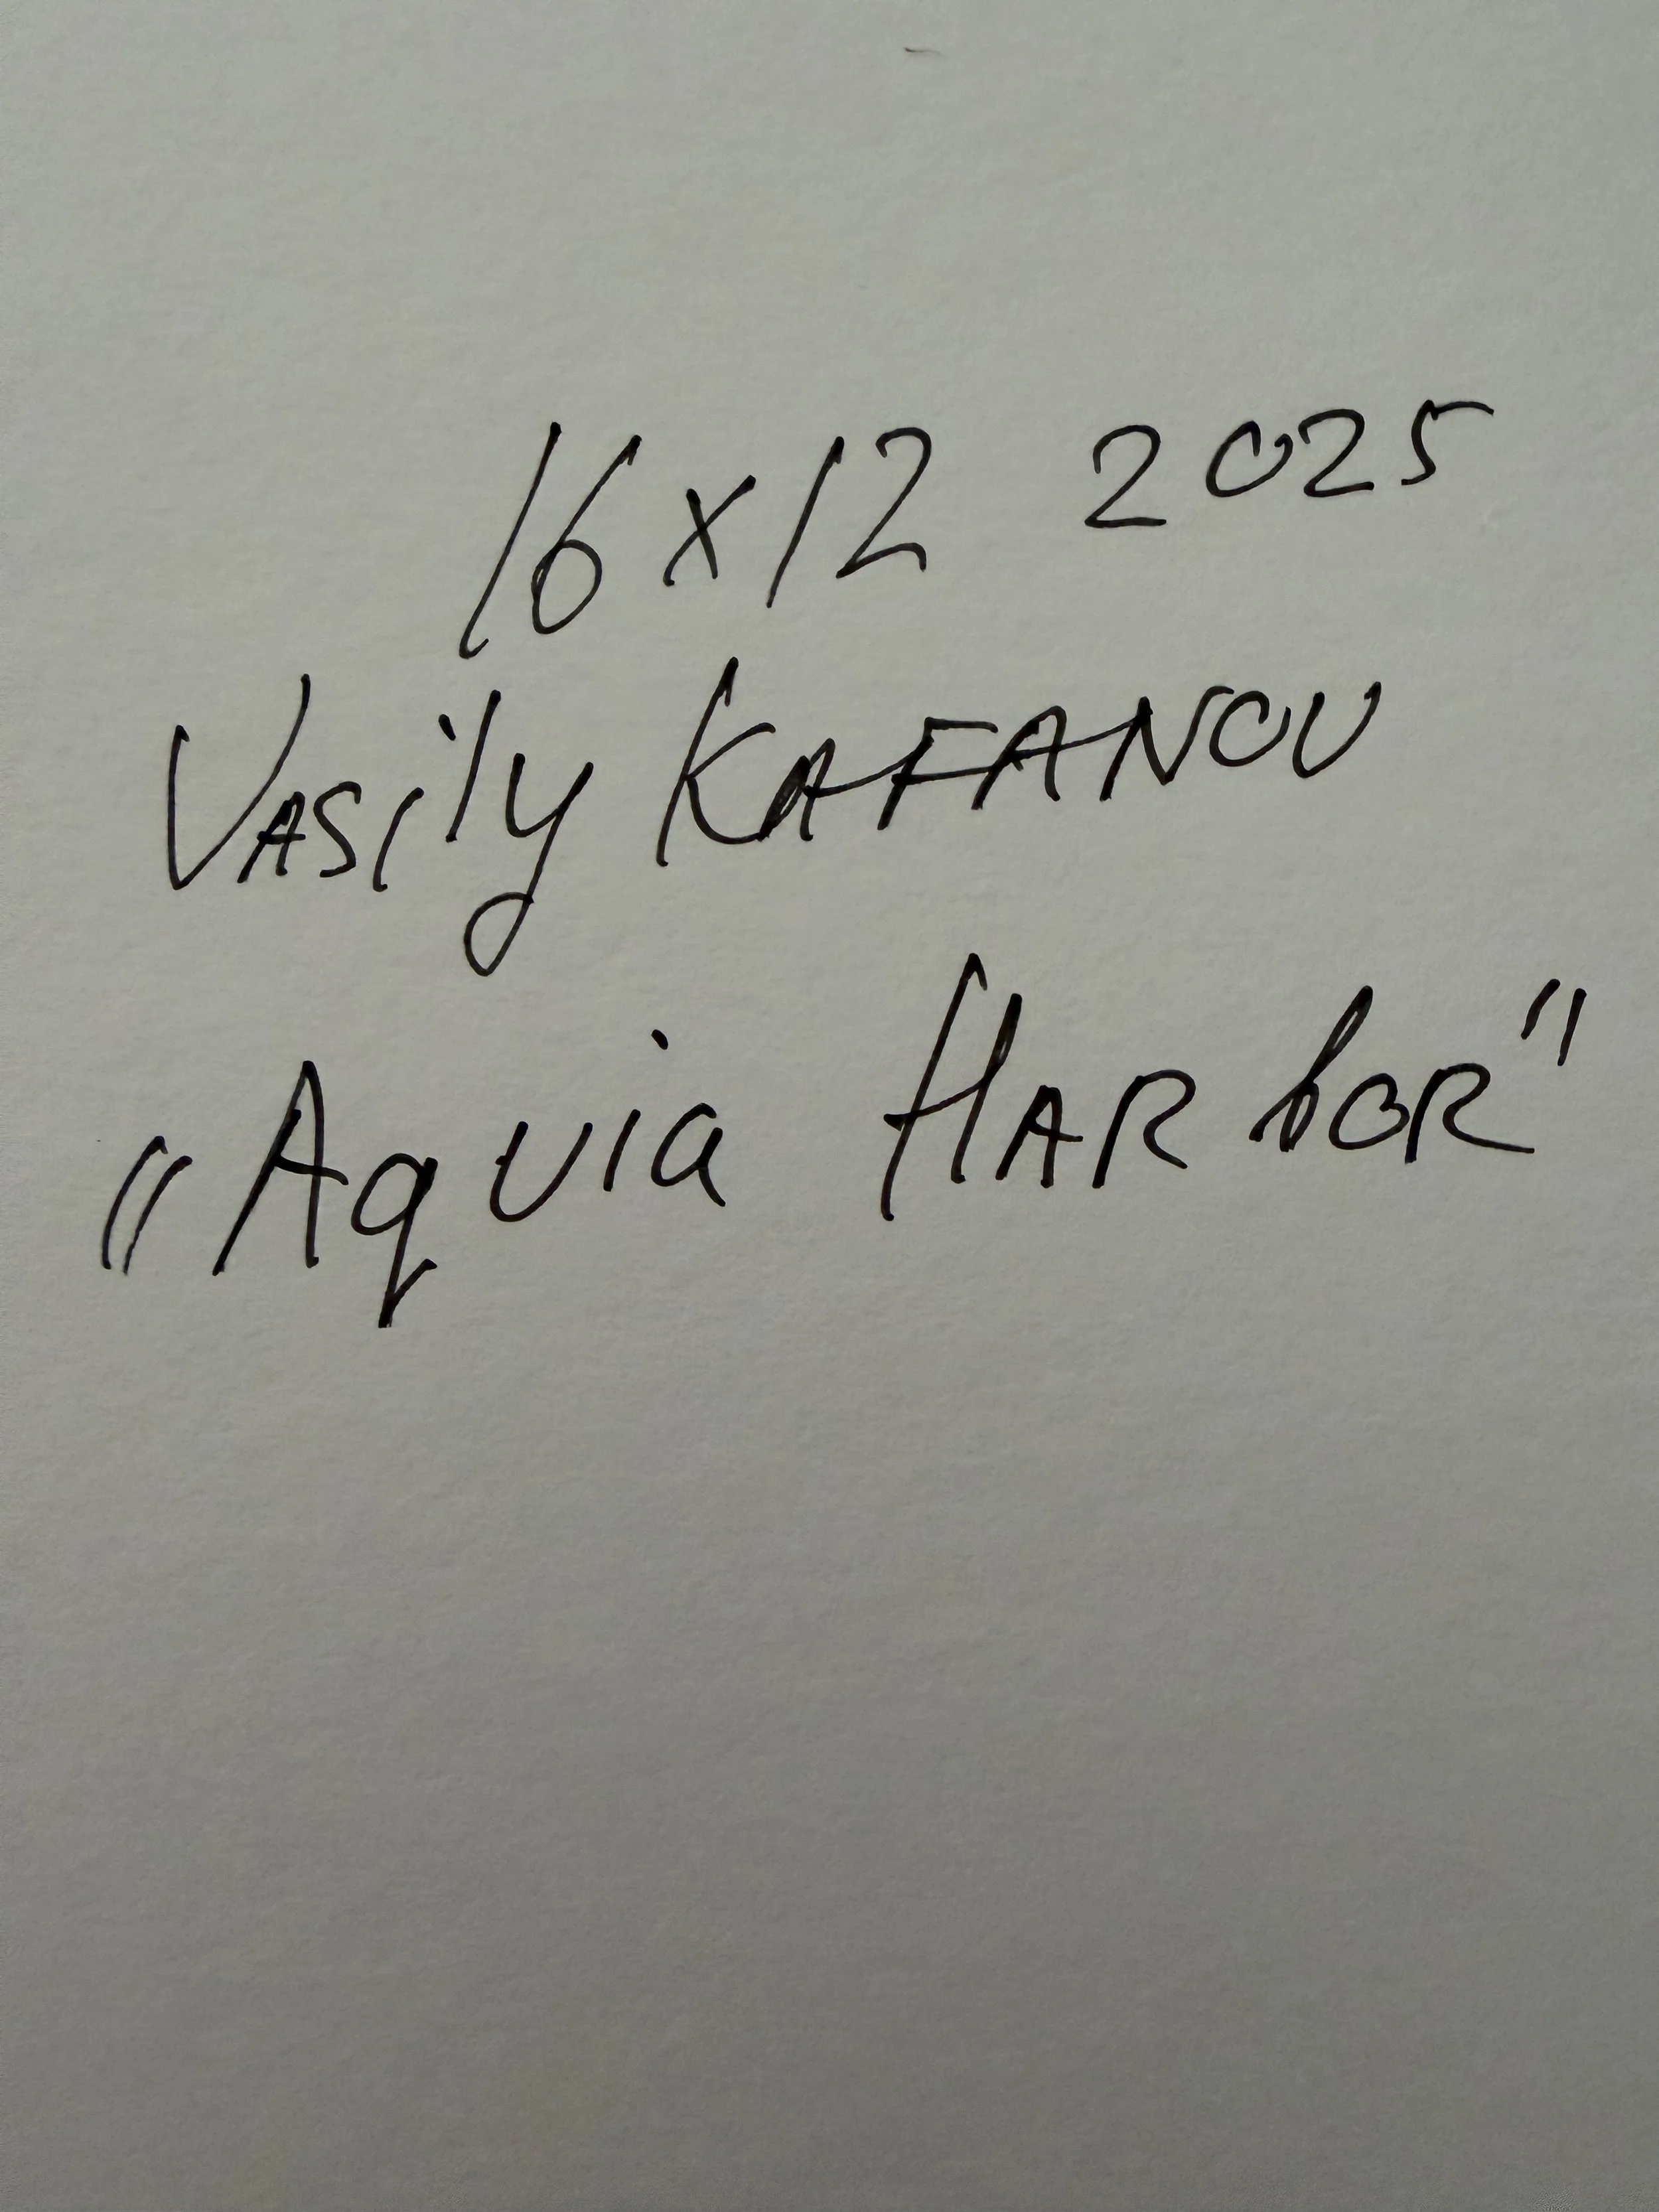 16x12 2025
Vasily KAFANOV
"Aquia HARbOR"